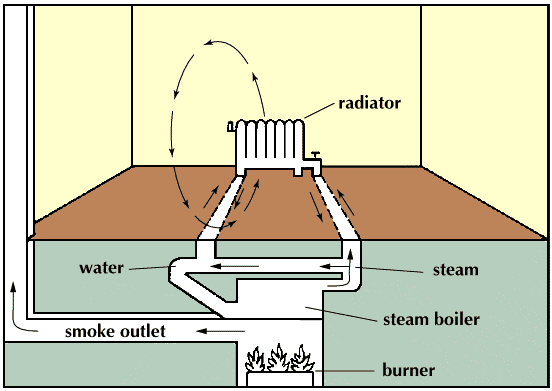 radiator
water
steam
steam boiler
smoke outlet
burner